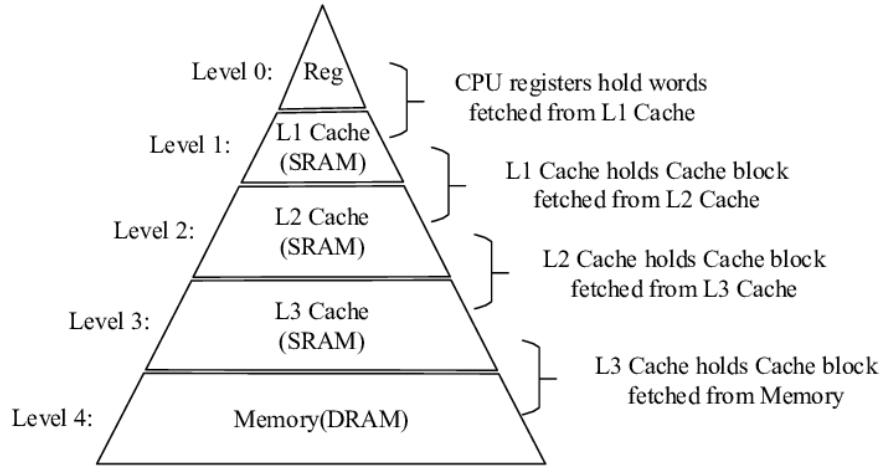 Level 0:
Reg
CPU registers hold words
fetched from L1 Cache
Level 1:
L1 Cache
(SRAM)
L1 Cache holds Cache block
fetched from L2 Cache
Level 2:
L2 Cache
(SRAM)
L2 Cache holds Cache block
fetched from L3 Cache
Level 3:
L3 Cache
(SRAM)
L3 Cache holds Cache block
fetched from Memory
Level 4:
Memory(DRAM)